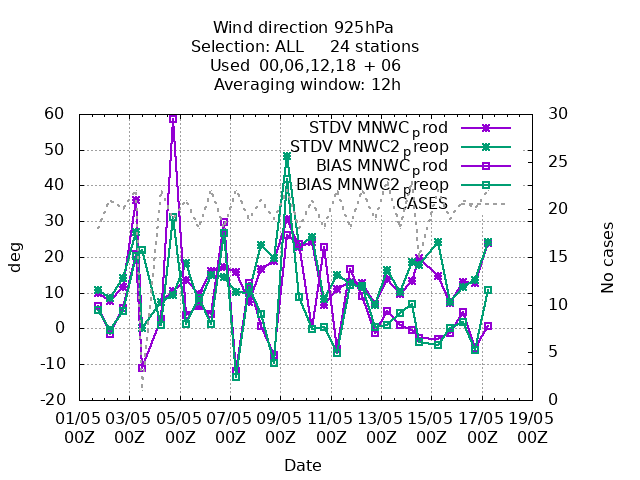 Wind direction 925hPa
Selection: ALL 24 stations
Used 00,06,12,18 + 06
Averaging window: 12h
60 30
STDV MNWC_prod
STDV MNWC2_preop
BIAS MNWC_prod
BIAS MNWC2_preop
CASES
50
40
30
20
10
0
-10
-20
25
20
15
10
5
0
deg
No cases
01/05 03/05 05/05 07/05 09/05 11/05 13/05 15/05 17/05 19/05
00Z 00Z 00Z 00Z 00Z 00Z 00Z 00Z 00Z 00Z
Date